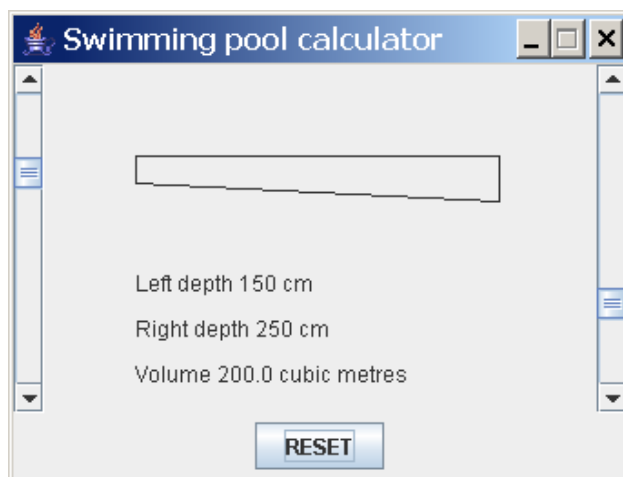 Swimming pool calculator
Left depth 150 cm
Right depth 250 cm
Volume 200.0 cubic metres
RESET